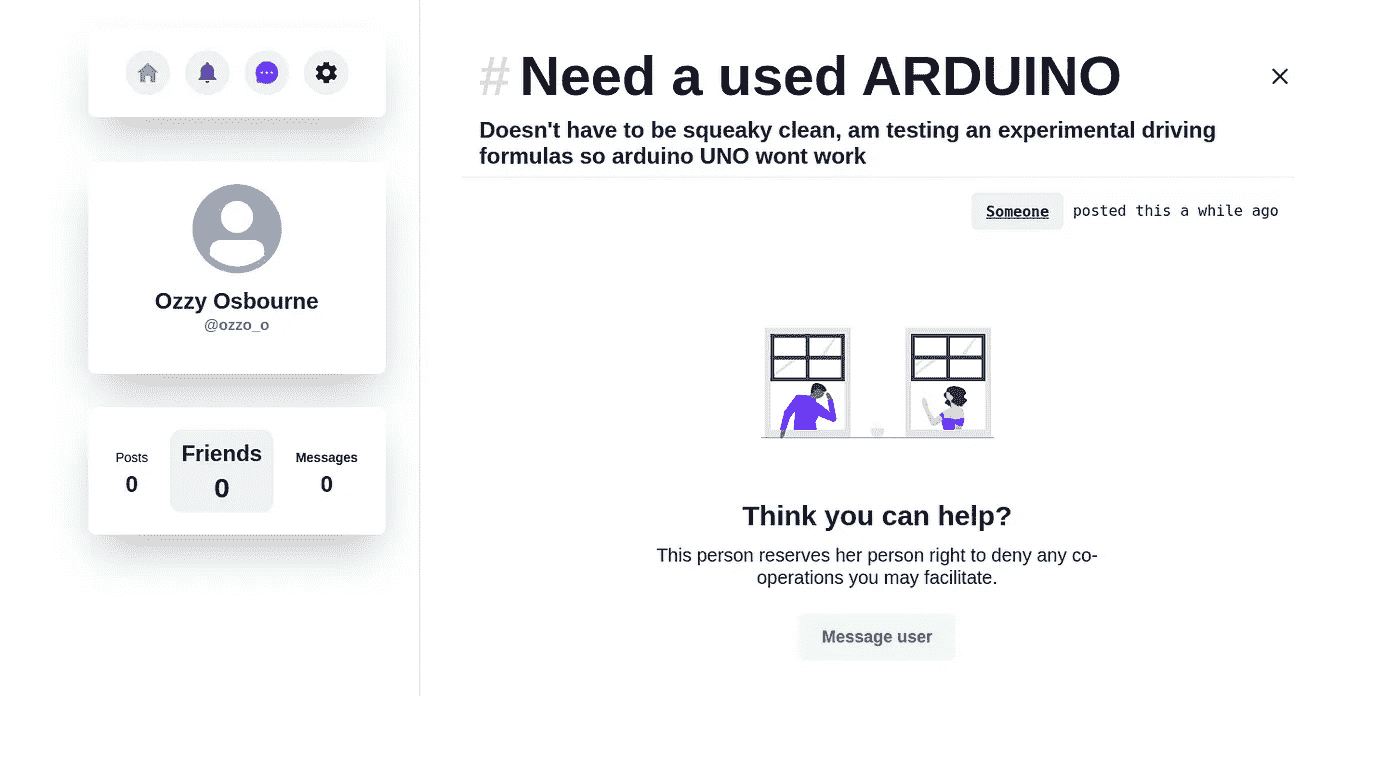 # Need a used ARDUINO
Doesn't have to be squeaky clean, am testing an experimental driving
formulas so arduino UNO wont work
Someone posted this a while ago
Ozzy Osbourne
@ozzo_o
Posts Friends Messages
0 0 0
Think you can help?
This person reserves her person right to deny any co-
operations you may facilitate.
Message user